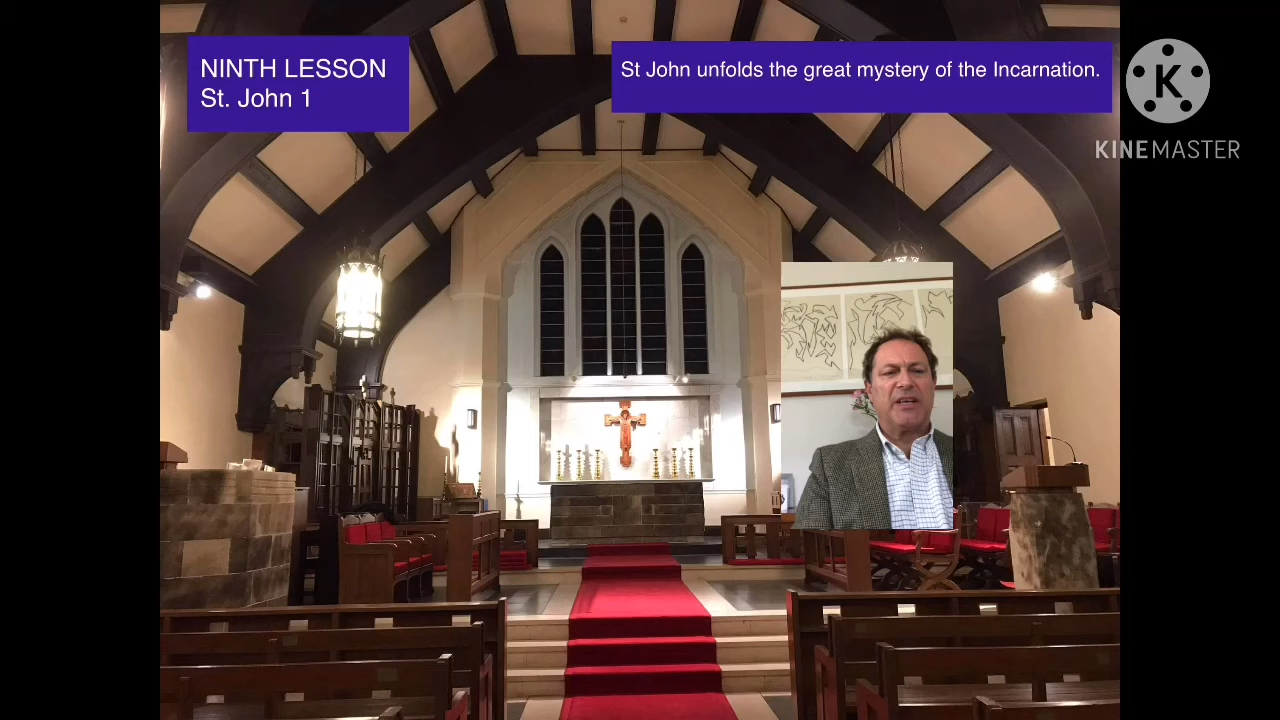 NINTH LESSON
St. John 1
St John unfolds the great mystery of the Incarnation.
K
KINEMASTER